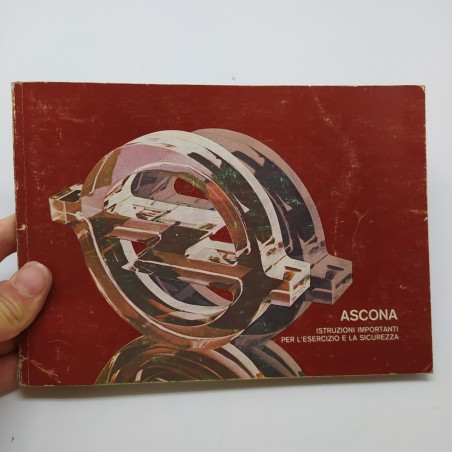 ASCONA
ISTRUZIONI IMPORTANTI
PER L'ESERCIZIO E LA SICUREZZA